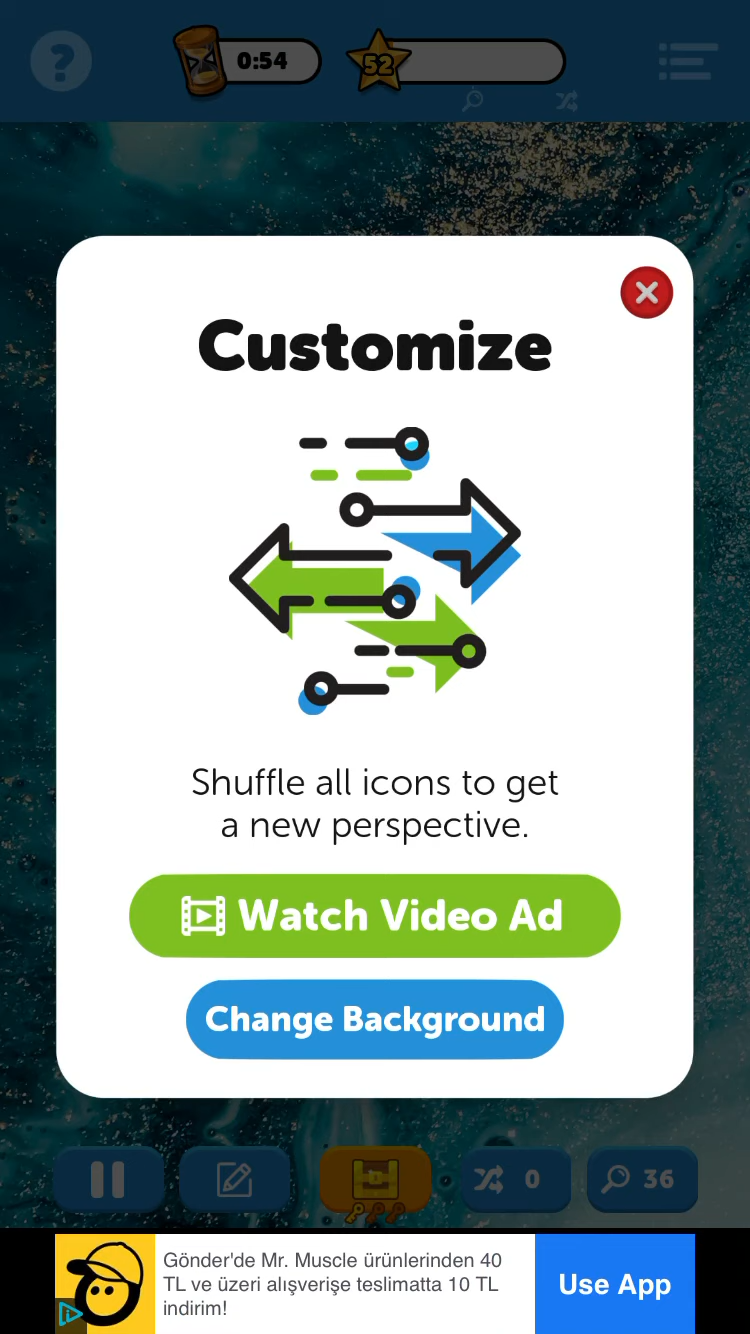 ?
0:54
52
Customize
Shuffle all icons to get
a new perspective.
Watch Video Ad
Change Background
0
36
Gönder'de Mr. Muscle ürünlerinden 40
TL ve üzeri alışverişe teslimatta 10 TL
indirim!
Use App